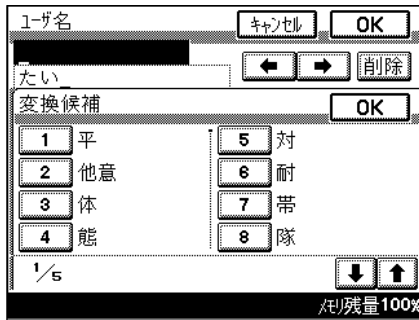 ﾕｰｻﾞ名 ｷｬﾝｾﾙ OK
← → 削除
たい_
変換候補 OK
1 平 5 対
2 他意 6 耐
3 体 7 帯
4 態 8 隊
1/5 ↓ ↑
ﾒﾓﾘ残量100%